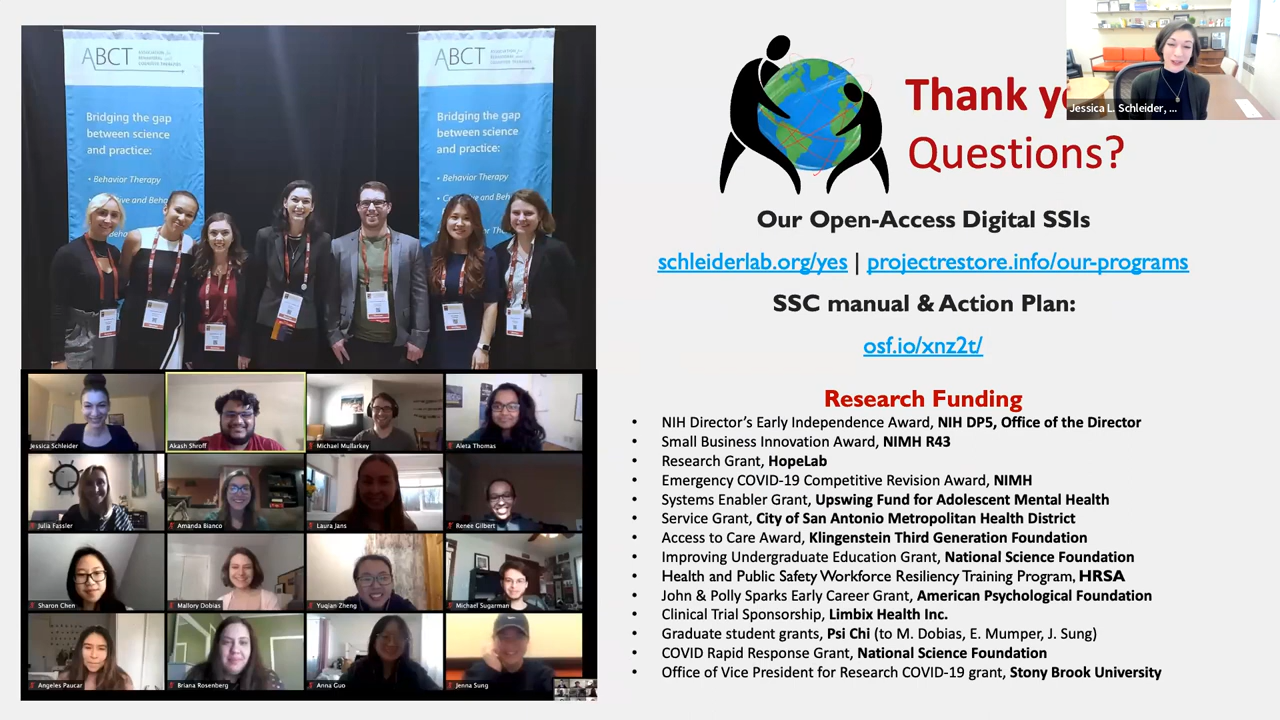 ABCT
ABCT
Bridging the gap
between science
and practice:
• Behavior Therapy
Bridging the gap
between science
and practice:
• Behavior Therapy
Jessica Schleider
Akash Shroff
Michael Mullarkey
Aleta Thomas
Julia Fassler
Amanda Bianco
Laura Jans
Renee Gilbert
Sharon Chen
Mallory Dobias
Yuqian Zheng
Michael Sugarman
Angeles Paucar
Briana Rosenberg
Anna Guo
Jenna Sung
Jessica L. Schleider, ...
Thank
Questions?
Our Open-Access Digital SSIs
schleiderlab.org/yes | projectrestore.info/our-programs
SSC manual & Action Plan:
osf.io/xnz2t/
Research Funding
• NIH Director's Early Independence Award, NIH DP5, Office of the Director
• Small Business Innovation Award, NIMH R43
• Research Grant, HopeLab
• Emergency COVID-19 Competitive Revision Award, NIMH
• Systems Enabler Grant, Upswing Fund for Adolescent Mental Health
• Service Grant, City of San Antonio Metropolitan Health District
• Access to Care Award, Klingenstein Third Generation Foundation
• Improving Undergraduate Education Grant, National Science Foundation
• Health and Public Safety Workforce Resiliency Training Program, HRSA
• John & Polly Sparks Early Career Grant, American Psychological Foundation
• Clinical Trial Sponsorship, Limbix Health Inc.
• Graduate student grants, Psi Chi (to M. Dobias, E. Mumper, J. Sung)
• COVID Rapid Response Grant, National Science Foundation
• Office of Vice President for Research COVID-19 grant, Stony Brook University